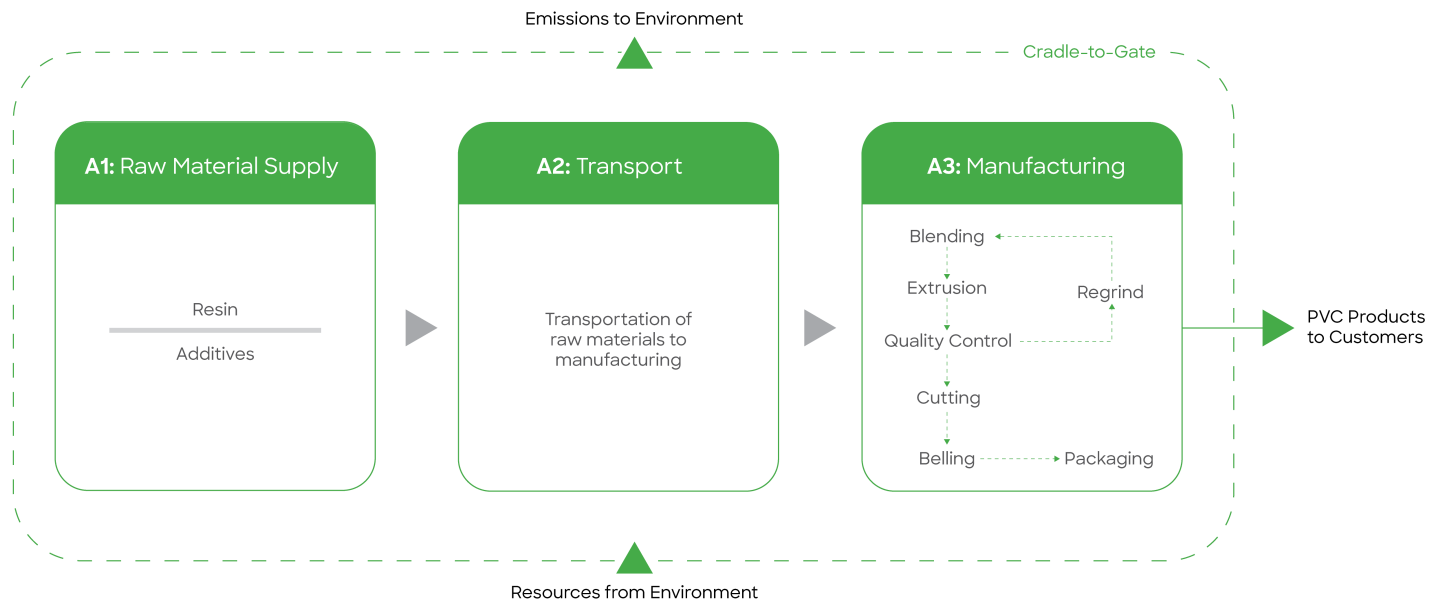 Emissions to Environment
Cradle-to-Gate
A1: Raw Material Supply
Resin
Additives
A2: Transport
Transportation of
raw materials to
manufacturing
A3: Manufacturing
Blending
Extrusion
Regrind
Quality Control
Cutting
Belling
Packaging
PVC Products
to Customers
Resources from Environment